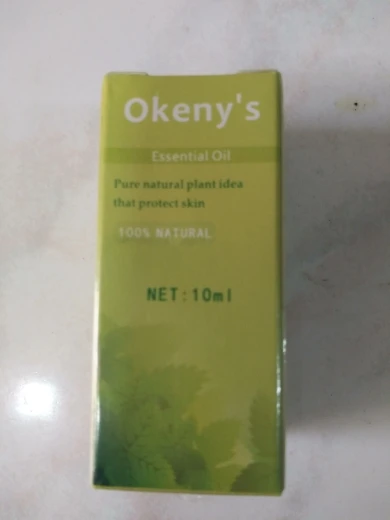 Okeny's
Essential Oil
Pure natural plant idea
that protect skin
100% NATURAL
NET:10ml